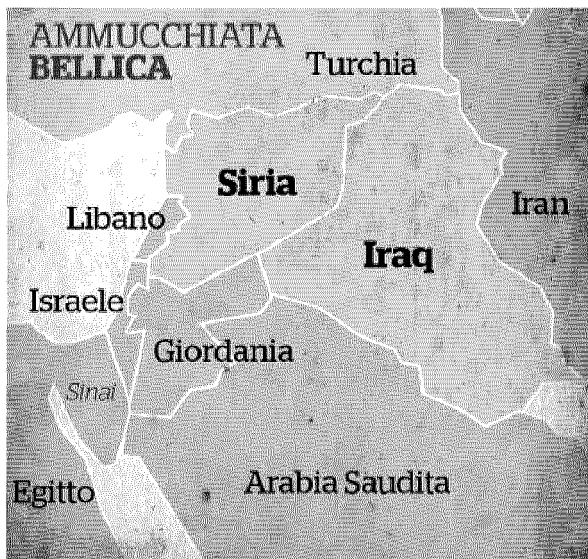 AMMUCCHIATA
BELLICA
Turchia
Siria
Libano
Iran
Iraq
Israele
Giordania
Sinai
Egitto
Arabia Saudita